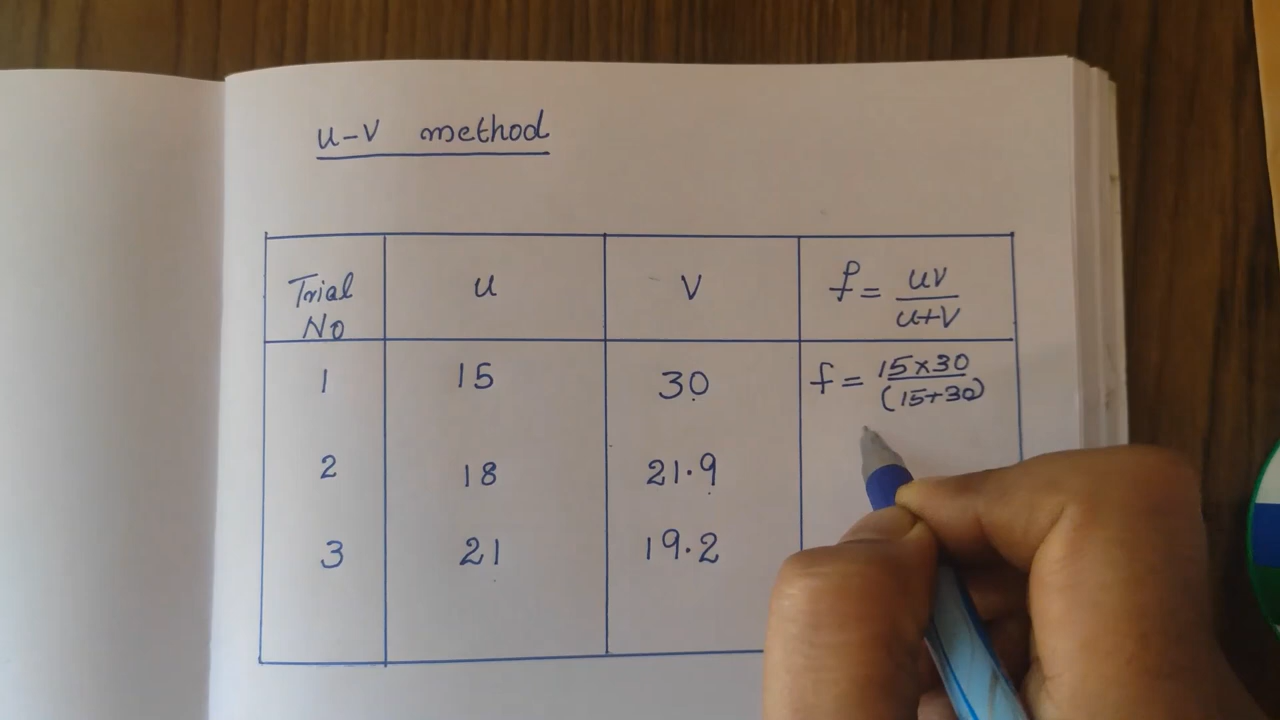 u-v method
Trial No u v f = uv/u+v
1 15 30 f = 15×30/(15+30)
2 18 21.9
3 21 19.2